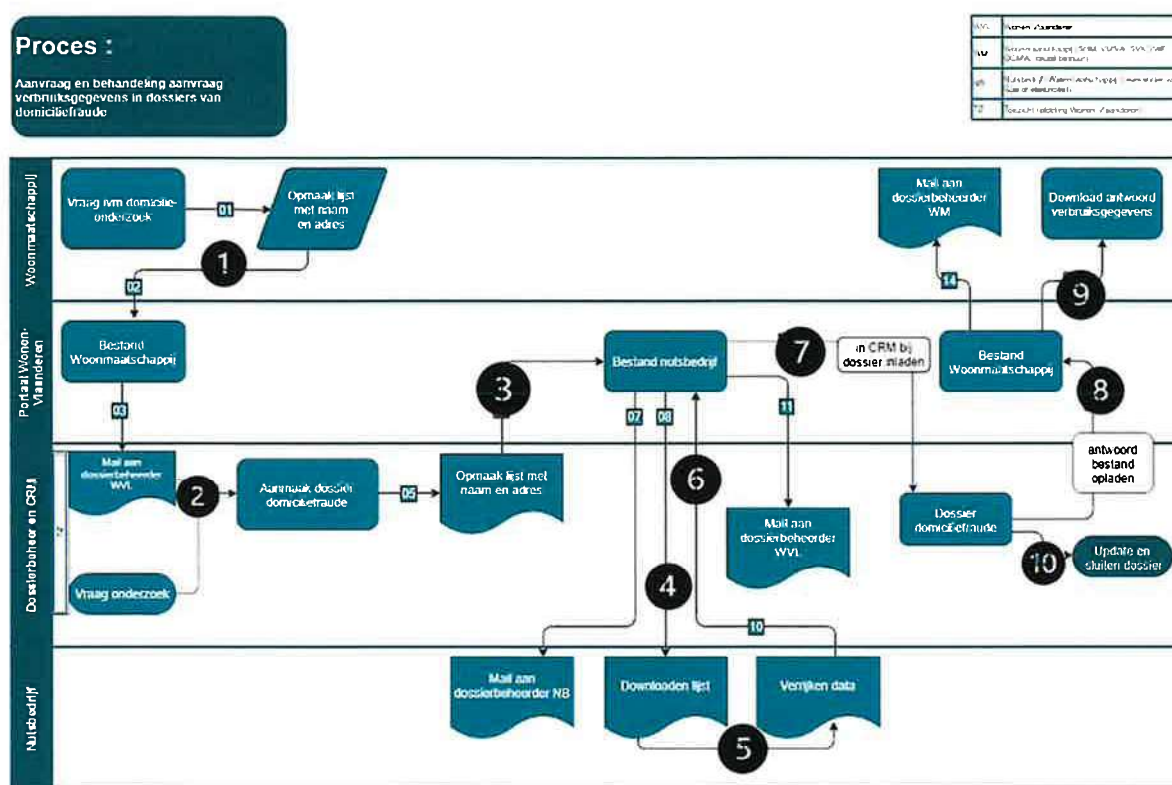 Proces :
Aanvraag en behandeling aanvraag
verbruiksgegevens in dossiers van
domiciliefraude
Wonen Vlaanderen
Woonmaatschappij
Vraag ivm domicilie-
onderzoek
01
Opmaak lijst
met naam
en adres
1
02
Mail aan
dossierbeheerder
WM
Download antwoord
verbruiksgegevens
14
9
Portaal Wonen-
Vlaanderen
Bestand
Woonmaatschappij
03
3
Bestand nutsbedrijf
07
08
11
7
in CRM bij
dossier inladen
Bestand
Woonmaatschappij
8
Dossierbeheer en CRM
Mail aan
dossierbeheerder
WVL
2
Vraag onderzoek
Aanmaak dossier
domiciliefraude
05
Opmaak lijst met
naam en adres
6
4
Mail aan
dossierbeheerder
WVL
antwoord
bestand
opladen
Dossier
domiciliefraude
10
Update en
sluiten dossier
10
Nutsbedrijf
Mail aan
dossierbeheerder NB
Downloaden lijst
Verrijken data
5